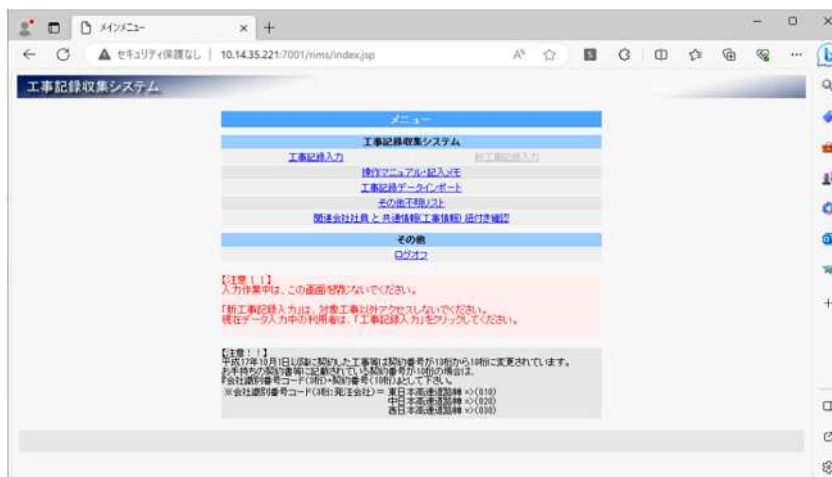 メインメニュー
セキュリティ保護なし | 10.14.35.221:7001/rims/index.jsp
工事記録収集システム
メニュー
工事記録収集システム
工事記録入力 新工事記録入力
操作マニュアル・記入メモ
工事記録データインポート
その他不明リスト
関連会社社員 と 共通情報(工事情報) 紐付き確認
その他
ログオフ
【注意!!】
入力作業中は、この画面を閉じないでください。
「新工事記録入力」は、対象工事以外アクセスしないでください。
現在データ入力中の利用者は、「工事記録入力」をクリックしてください。
【注意!!】
平成17年10月1日以降に契約した工事等は契約番号が13桁から10桁に変更されています。
お手持ちの契約書等に記載されている契約番号が10桁の場合は、
『会社識別番号コード(3桁)+契約番号(10桁)』として下さい。
※会社識別番号コード(3桁:発注会社)= 東日本高速道路㈱ =>(010)
中日本高速道路㈱ =>(020)
西日本高速道路㈱ =>(030)